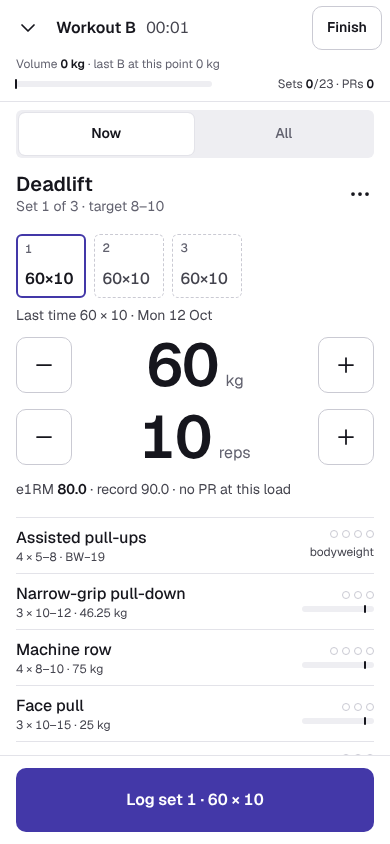 Workout B 00:01
Finish
Volume 0 kg · last B at this point 0 kg
Sets 0/23 · PRs 0
Now
All
Deadlift
Set 1 of 3 · target 8–10
1
60×10
2
60×10
3
60×10
Last time 60 × 10 · Mon 12 Oct
− 60 kg +
− 10 reps +
e1RM 80.0 · record 90.0 · no PR at this load
Assisted pull-ups
4 × 5–8 · BW–19
bodyweight
Narrow-grip pull-down
3 × 10–12 · 46.25 kg
Machine row
4 × 8–10 · 75 kg
Face pull
3 × 10–15 · 25 kg
Log set 1 · 60 × 10